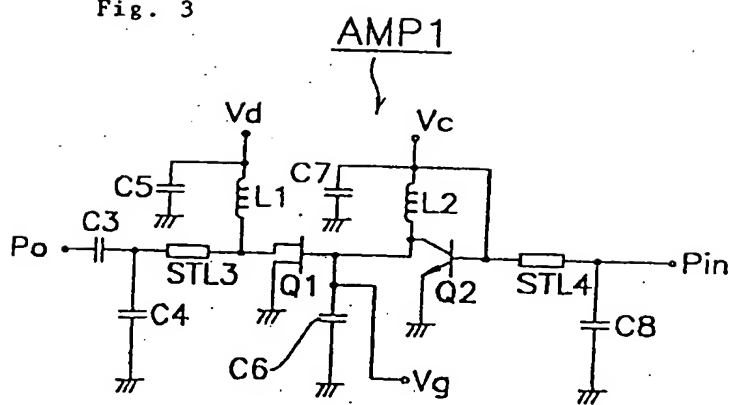 Fig. 3
AMP1
Vd
Vc
C5
L1
C7
L2
C3
Po
STL3
Q1
Q2
STL4
Pin
C4
C6
C8
Vg